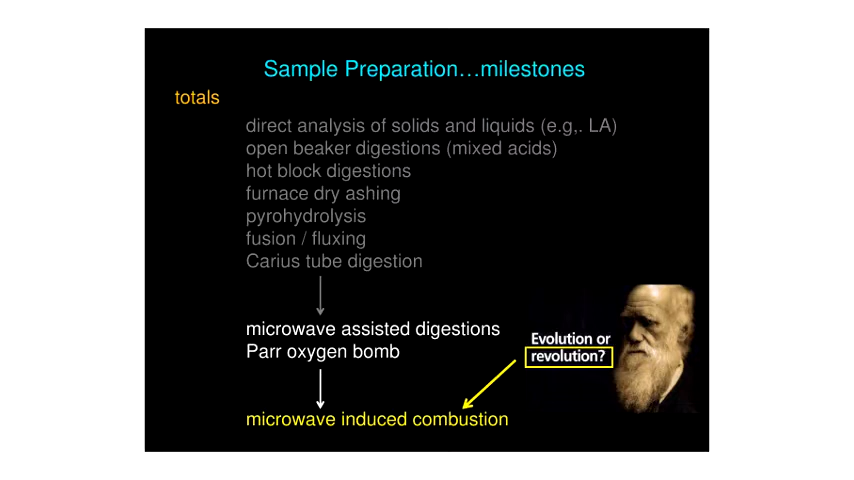 Sample Preparation…milestones
totals
direct analysis of solids and liquids (e.g,. LA)
open beaker digestions (mixed acids)
hot block digestions
furnace dry ashing
pyrohydrolysis
fusion / fluxing
Carius tube digestion
microwave assisted digestions
Parr oxygen bomb
Evolution or
revolution?
microwave induced combustion